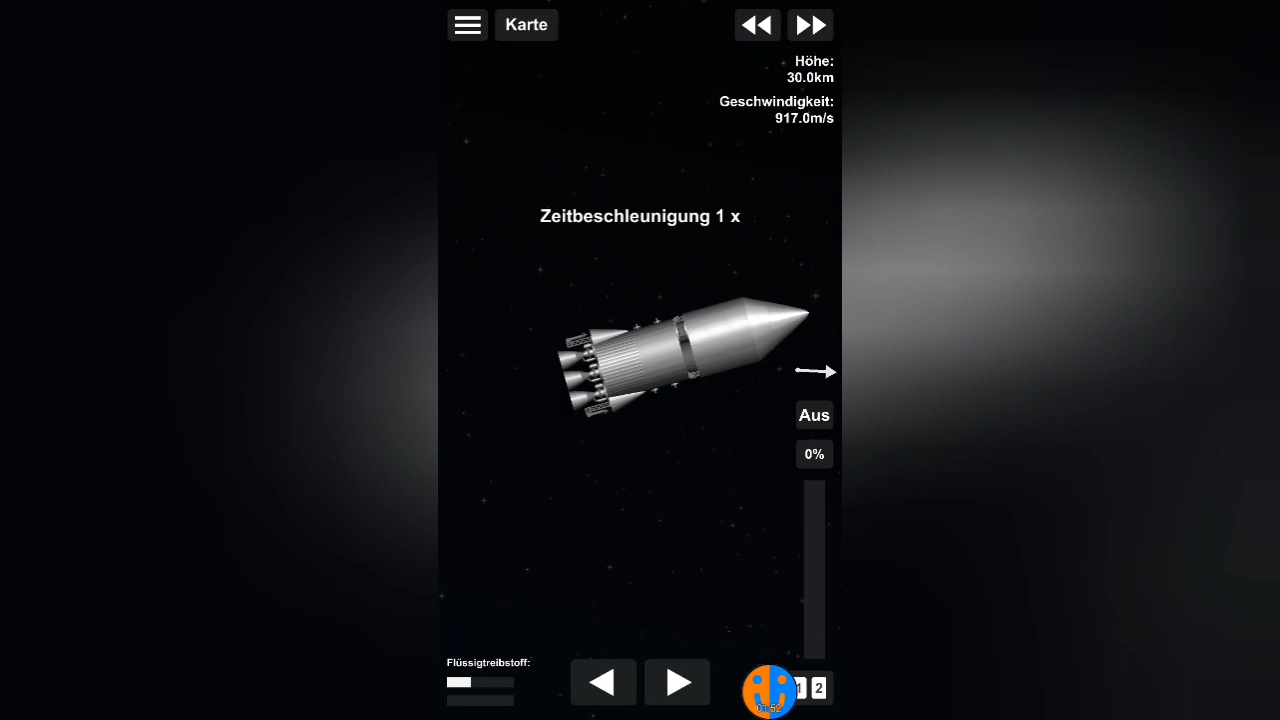 Karte
Höhe:
30.0km
Geschwindigkeit:
917.0m/s
Zeitbeschleunigung 1 x
Aus
0%
Flüssigtreibstoff:
1 2